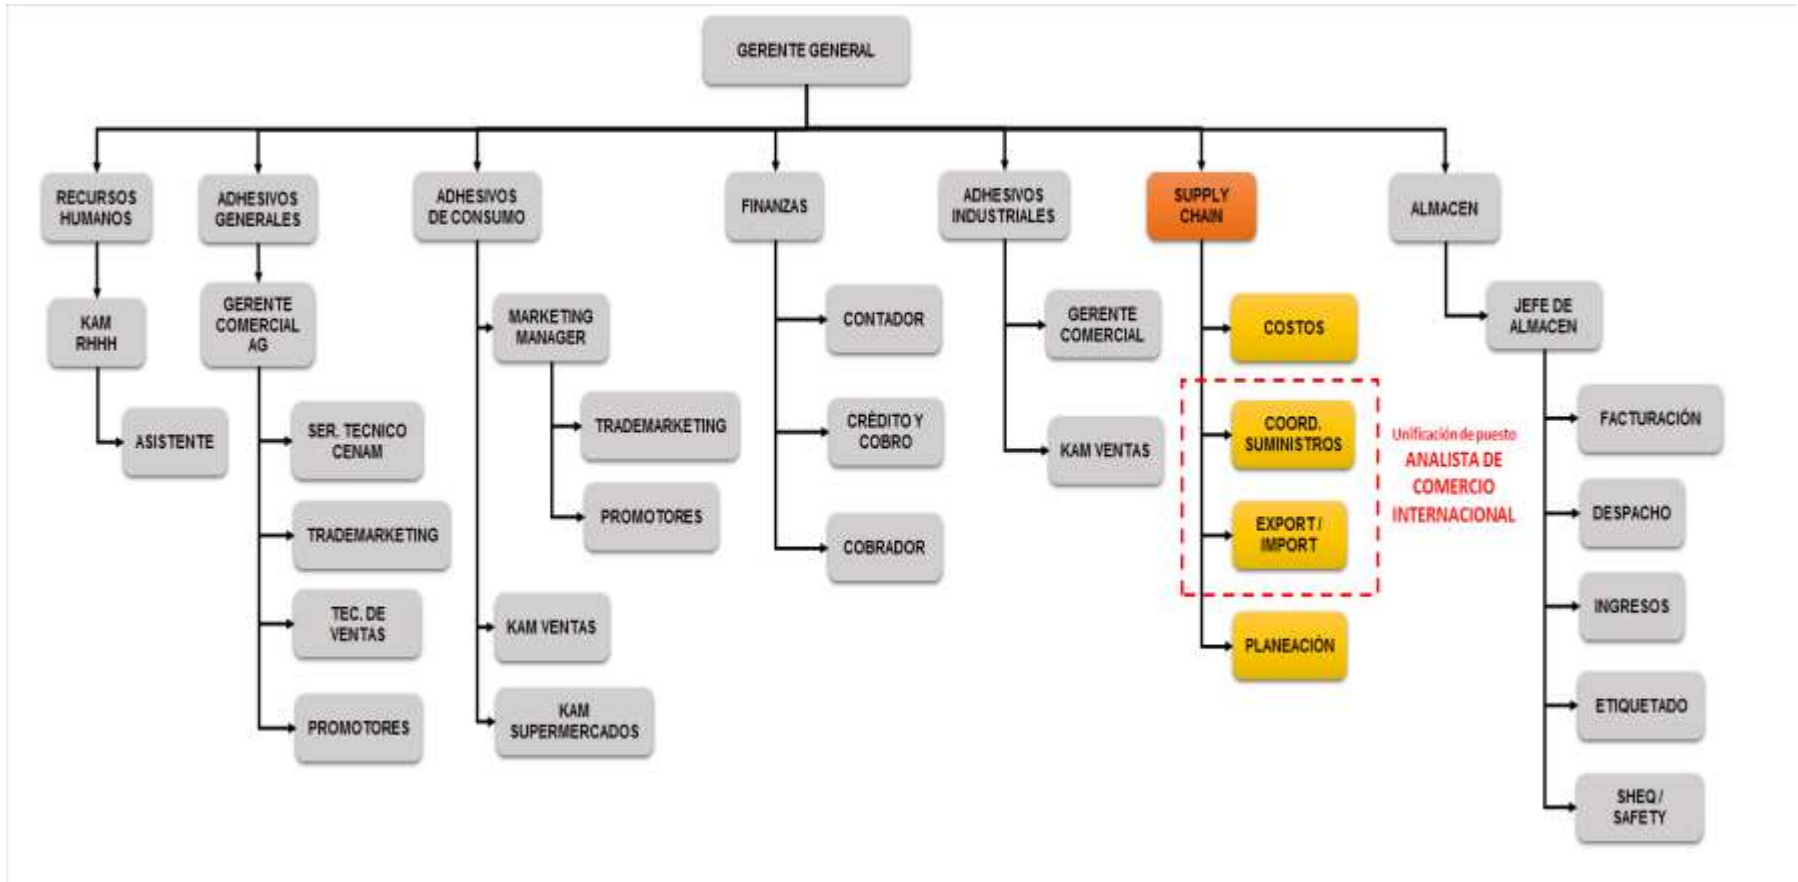 GERENTE GENERAL
RECURSOS
HUMANOS
ADHESIVOS
GENERALES
ADHESIVOS
DE CONSUMO
FINANZAS
ADHESIVOS
INDUSTRIALES
SUPPLY
CHAIN
ALMACEN
KAM
RHHH
ASISTENTE
GERENTE
COMERCIAL
AG
SER. TECNICO
CENAM
TRADEMARKETING
TEC. DE
VENTAS
PROMOTORES
MARKETING
MANAGER
TRADEMARKETING
PROMOTORES
KAM VENTAS
KAM
SUPERMERCADOS
CONTADOR
CRÈDITO Y
COBRO
COBRADOR
GERENTE
COMERCIAL
KAM VENTAS
COSTOS
COORD.
SUMINISTROS
EXPORT /
IMPORT
PLANEACIÓN
Unificación de puesto
ANALISTA DE
COMERCIO
INTERNACIONAL
JEFE DE
ALMACEN
FACTURACIÓN
DESPACHO
INGRESOS
ETIQUETADO
SHEQ /
SAFETY